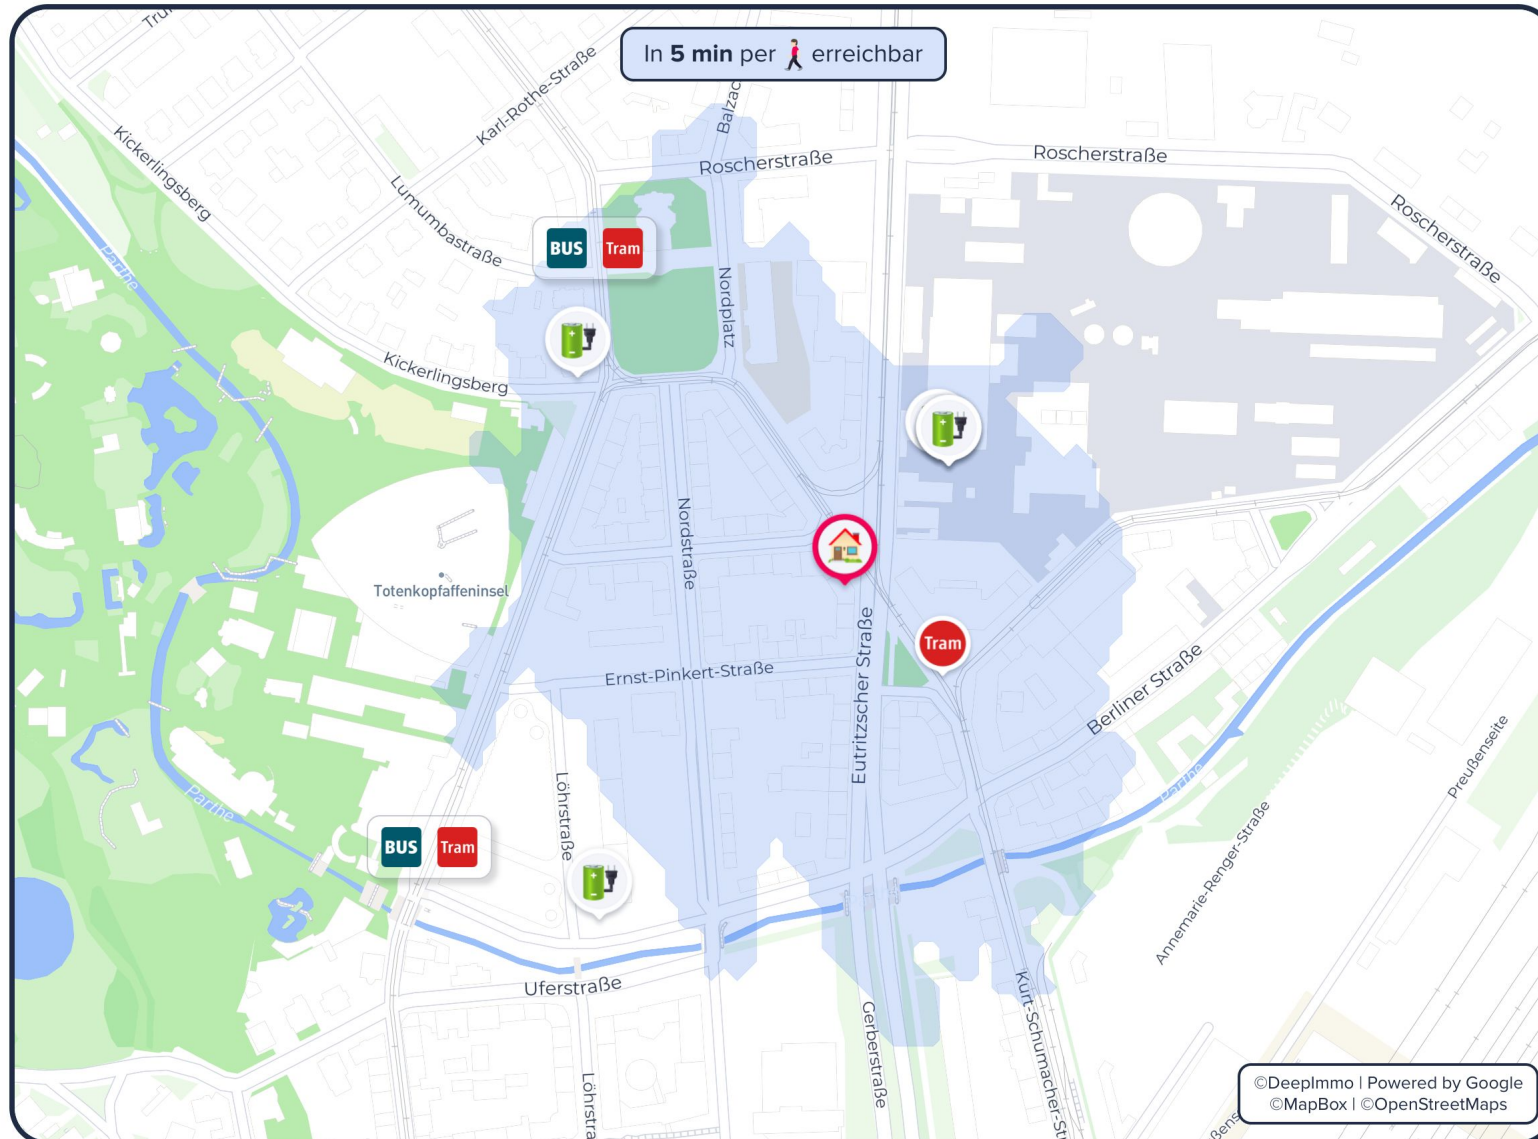 In 5 min per erreichbar
Karl-Rothe-Straße
Roscherstraße
Roscherstraße
Roscherstraße
Kickerlingsberg
Lumumbastraße
Parthe
BUS Tram
Nordplatz
Kickerlingsberg
Nordstraße
Totenkopfaffeninsel
Tram
Ernst-Pinkert-Straße
Eutritzscher Straße
Berliner Straße
Parthe
Preußenseite
Löhrstraße
Parthe
BUS Tram
Annemarie-Renger-Straße
Uferstraße
Gerberstraße
Kurt-Schumacher-St
Löhrstra
©DeepImmo | Powered by Google
©MapBox | ©OpenStreetMaps